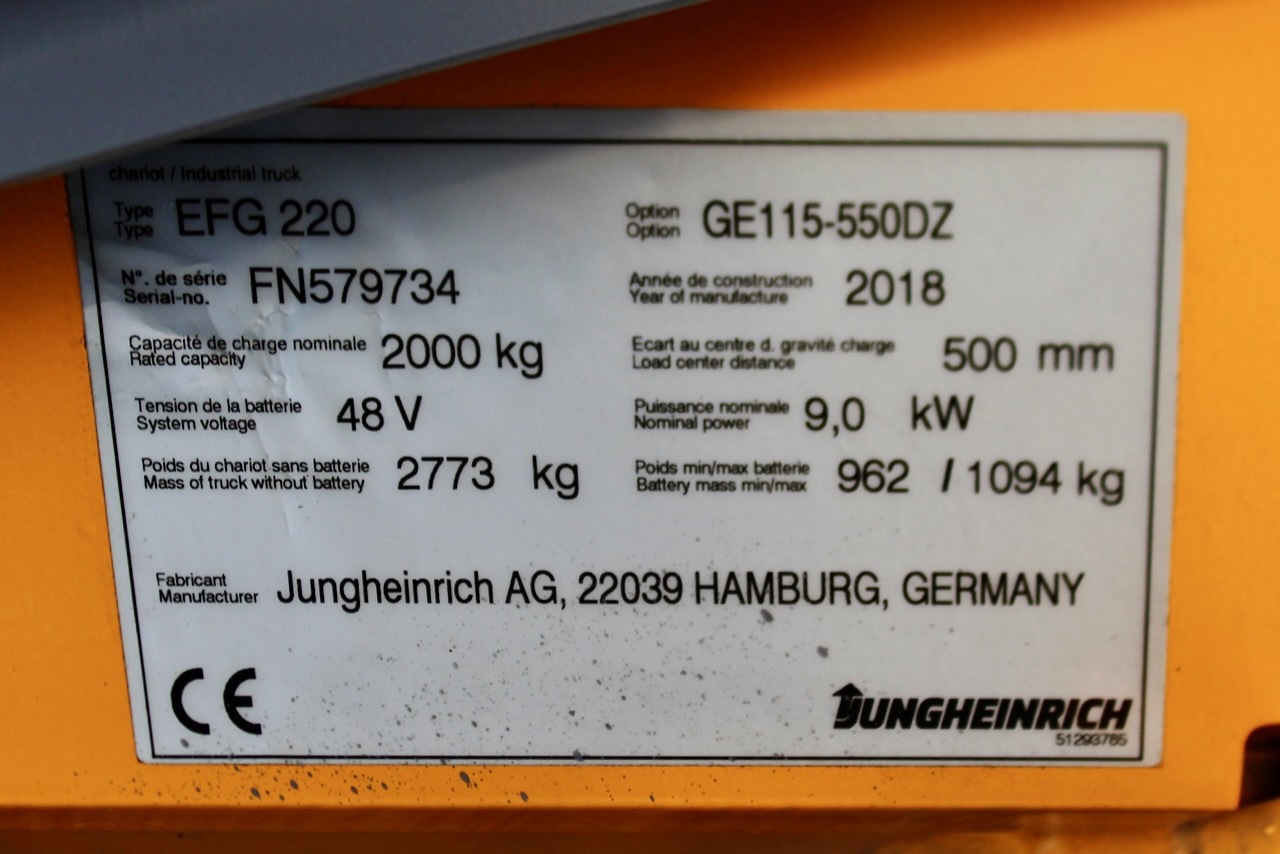 chariot / Industrial truck
Type
Type EFG 220
Option
Option GE115-550DZ
N°. de série
Serial-no. FN579734
Année de construction
Year of manufacture 2018
Capacité de charge nominale
Rated capacity 2000 kg
Ecart au centre d. gravité charge
Load center distance 500 mm
Tension de la batterie
System voltage 48 V
Puissance nominale
Nominal power 9,0 kW
Poids du chariot sans batterie
Mass of truck without battery 2773 kg
Poids min/max batterie
Battery mass min/max 962 / 1094 kg
Fabricant
Manufacturer Jungheinrich AG, 22039 HAMBURG, GERMANY
CE
JUNGHEINRICH
51293785